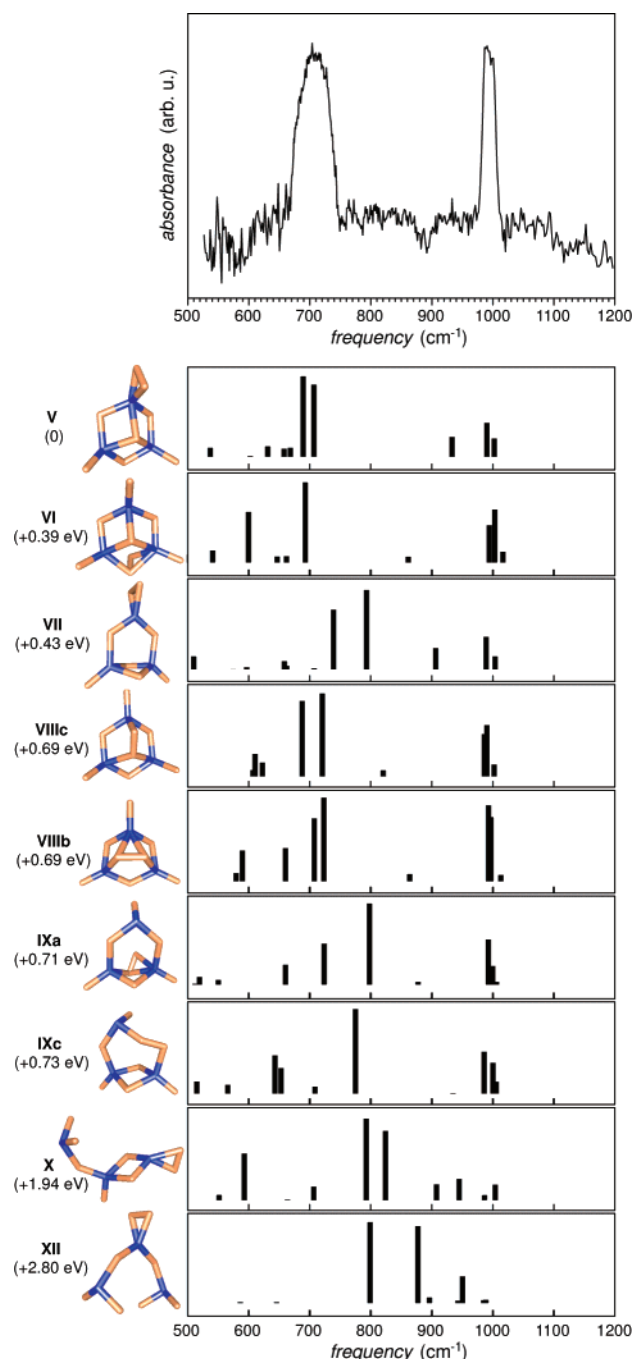 absorbance (arb. u.)
500 600 700 800 900 1000 1100 1200
frequency (cm⁻¹)
V
(0)
VI
(+0.39 eV)
VII
(+0.43 eV)
VIIIc
(+0.69 eV)
VIIIb
(+0.69 eV)
IXa
(+0.71 eV)
IXc
(+0.73 eV)
X
(+1.94 eV)
XII
(+2.80 eV)
500 600 700 800 900 1000 1100 1200
frequency (cm⁻¹)